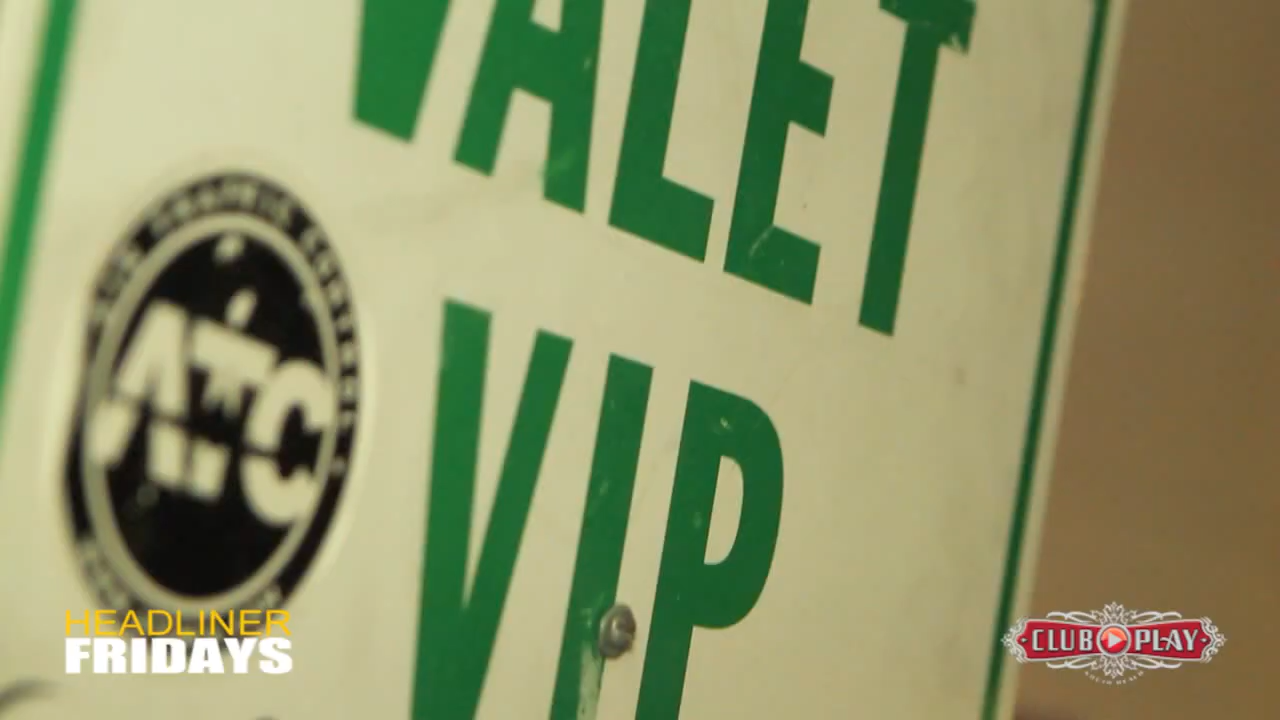 VALET
VIP
ATC
HEADLINER
FRIDAYS
CLUB PLAY